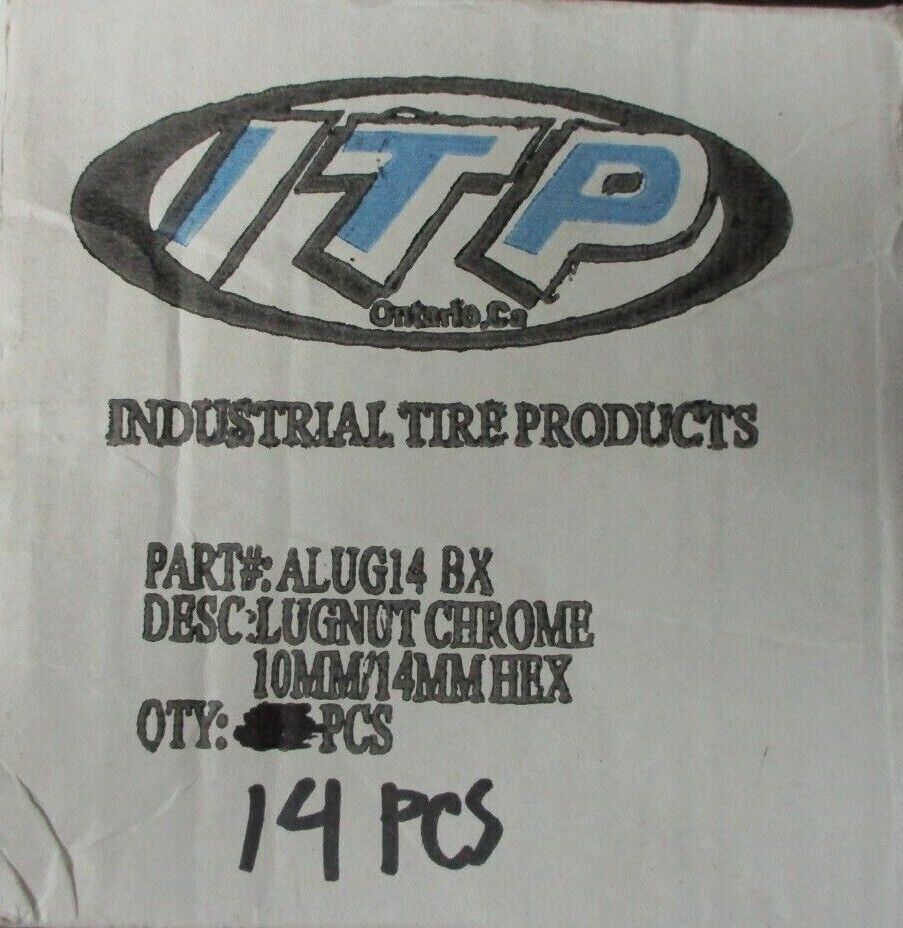 ITP
Ontario, Ca
INDUSTRIAL TIRE PRODUCTS
PART#: ALUG14 BX
DESC:LUGNUT CHROME
10MM/14MM HEX
QTY: PCS
14 PCS